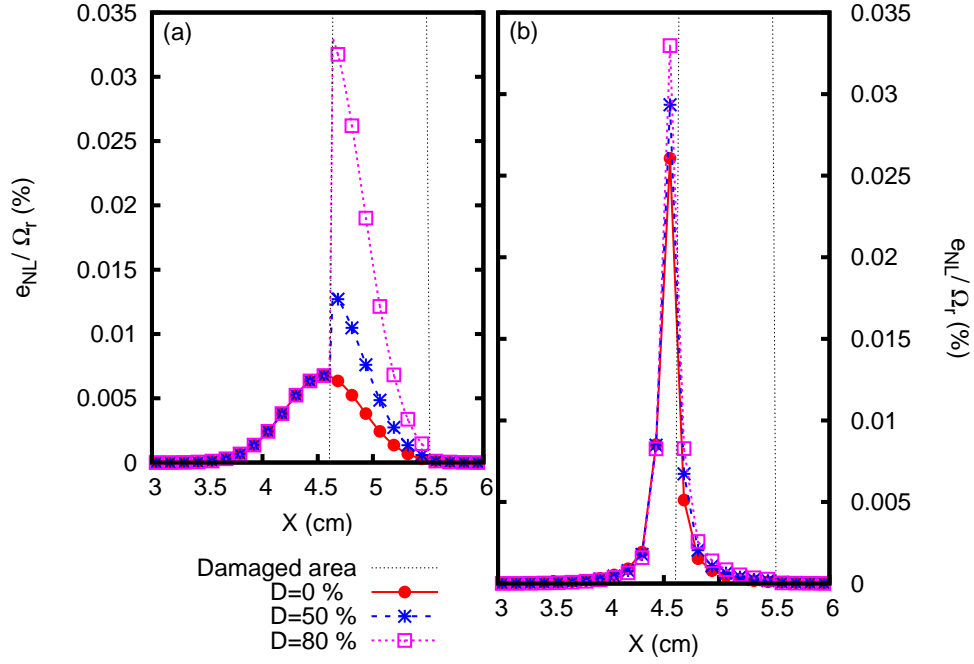 (a)
0.035
0.03
0.025
0.02
0.015
0.01
0.005
0
e_NL / Ω_r (%)
3 3.5 4 4.5 5 5.5 6
X (cm)
(b)
0.035
0.03
0.025
0.02
0.015
0.01
0.005
0
e_NL / Ω_r (%)
3 3.5 4 4.5 5 5.5 6
X (cm)
Damaged area
D=0 %
D=50 %
D=80 %